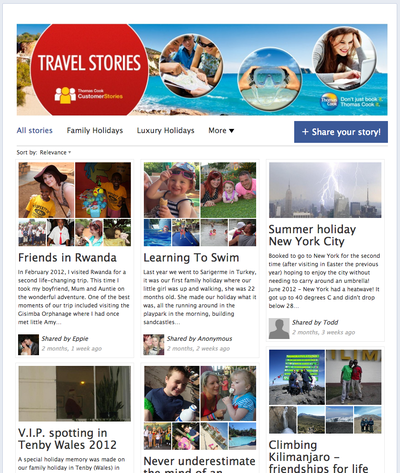 TRAVEL STORIES
Thomas Cook
CustomerStories
Don't just book it.
Thomas Cook it.
All stories Family Holidays Luxury Holidays More ▼ + Share your story!
Sort by: Relevance
Friends in Rwanda
In February 2012, I visited Rwanda for a
second life-changing trip. This time I
took my boyfriend, Mum and Auntie on
the wonderful adventure. One of the best
moments of our trip included visiting the
Gisimba Orphanage where I had once
met little Amy...
Shared by Eppie
2 months, 1 week ago
Learning To Swim
Last year we went to Sarigerme in Turkey,
it was our first family holiday where our
little girl was up and walking, she was 22
months old. She made our holiday what it
was, all the running around in the
playpark in the morning, building
sandcastles...
Shared by Anonymous
2 months, 2 weeks ago
Summer holiday
New York City
Booked to go to New York for the second
time (after visiting in Easter the previous
year) hoping to enjoy the city without
needing to carry around an umbrella!
June 2012 - New York had a heatwave! It
got up to 40 degrees C and didn't drop
below 28...
Shared by Todd
2 months, 3 weeks ago
V.I.P. spotting in
Tenby Wales 2012
A special holiday memory was made on
our family holiday in Tenby (Wales) in
Never underestimate
the mind of an
Climbing
Kilimanjaro –
friendships for life